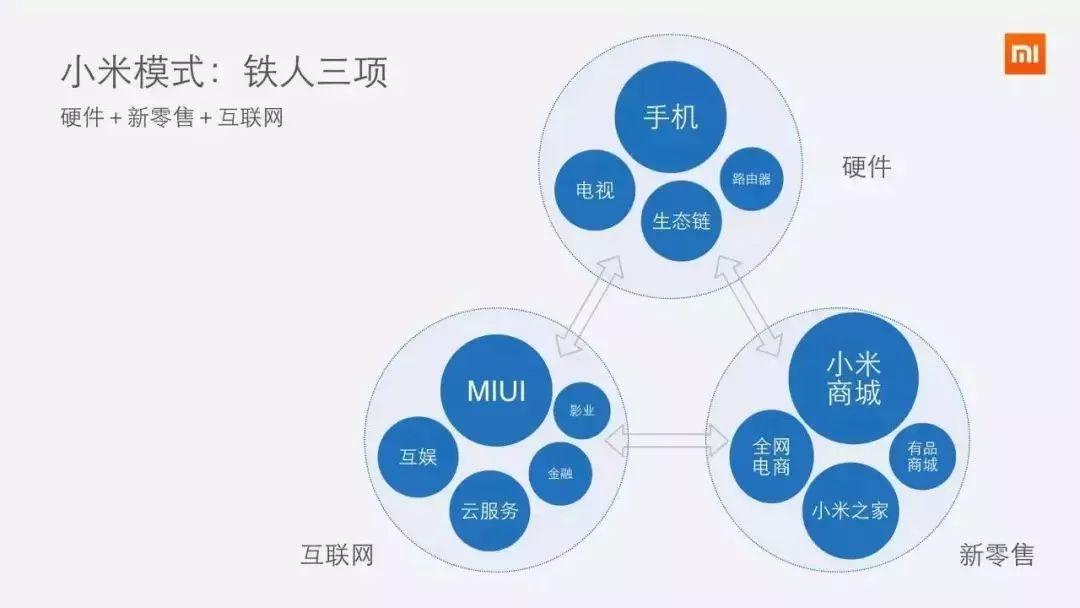 小米模式：铁人三项
硬件+新零售+互联网
mi
手机
电视
生态链
路由器
硬件
MIUI
影业
互娱
金融
云服务
互联网
小米
商城
全网
电商
有品
商城
小米之家
新零售